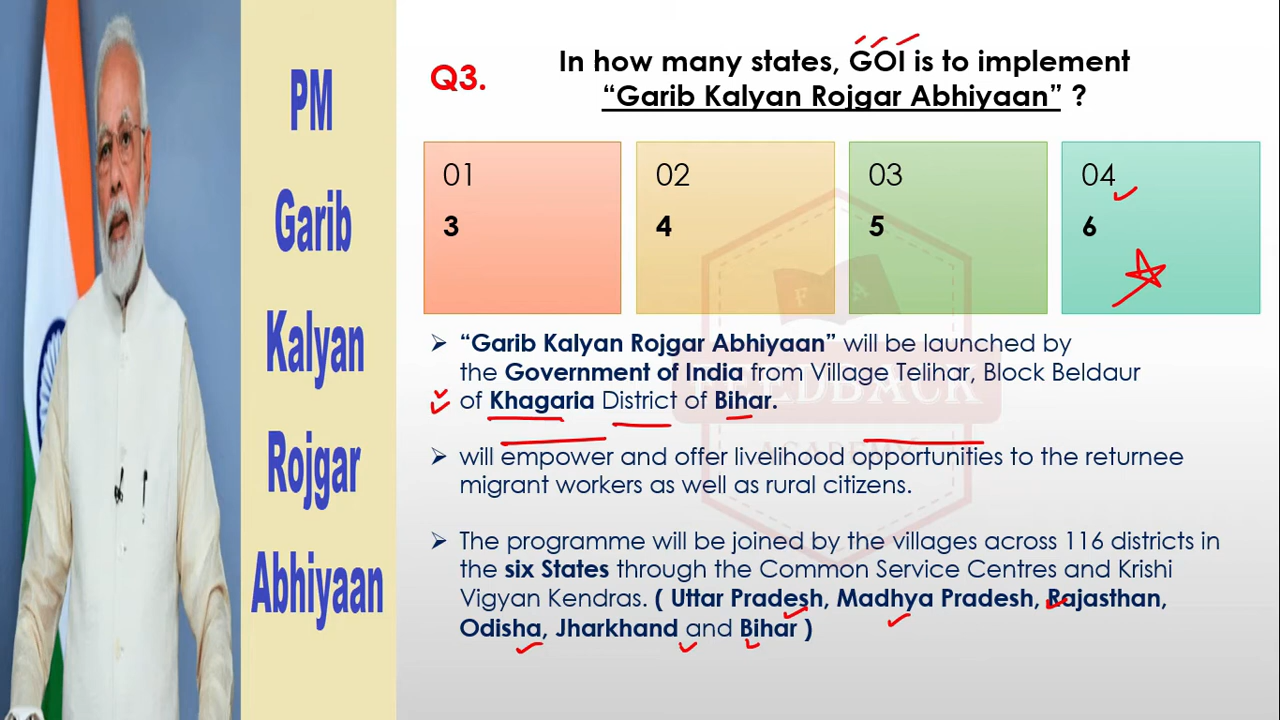 PM
Garib
Kalyan
Rojgar
Abhiyaan
Q3.
In how many states, GOI is to implement
“Garib Kalyan Rojgar Abhiyaan” ?
01
3
02
4
03
5
04
6
“Garib Kalyan Rojgar Abhiyaan” will be launched by
the Government of India from Village Telihar, Block Beldaur
of Khagaria District of Bihar.
will empower and offer livelihood opportunities to the returnee
migrant workers as well as rural citizens.
The programme will be joined by the villages across 116 districts in
the six States through the Common Service Centres and Krishi
Vigyan Kendras. ( Uttar Pradesh, Madhya Pradesh, Rajasthan,
Odisha, Jharkhand and Bihar )
F A
FEEDBACK
ACADEMY